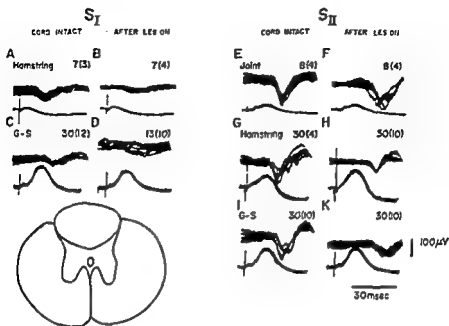 SI
SII
CORD INTACT AFTER LESION
CORD INTACT AFTER LESION
A B
Hamstring 7(3) 7(4)
C D
G-S 30(12) 13(10)
E F
Joint 8(4) 8(4)
G H
Hamstring 30(4) 30(10)
I K
G-S 30(10) 30(10)
100µV
30msec